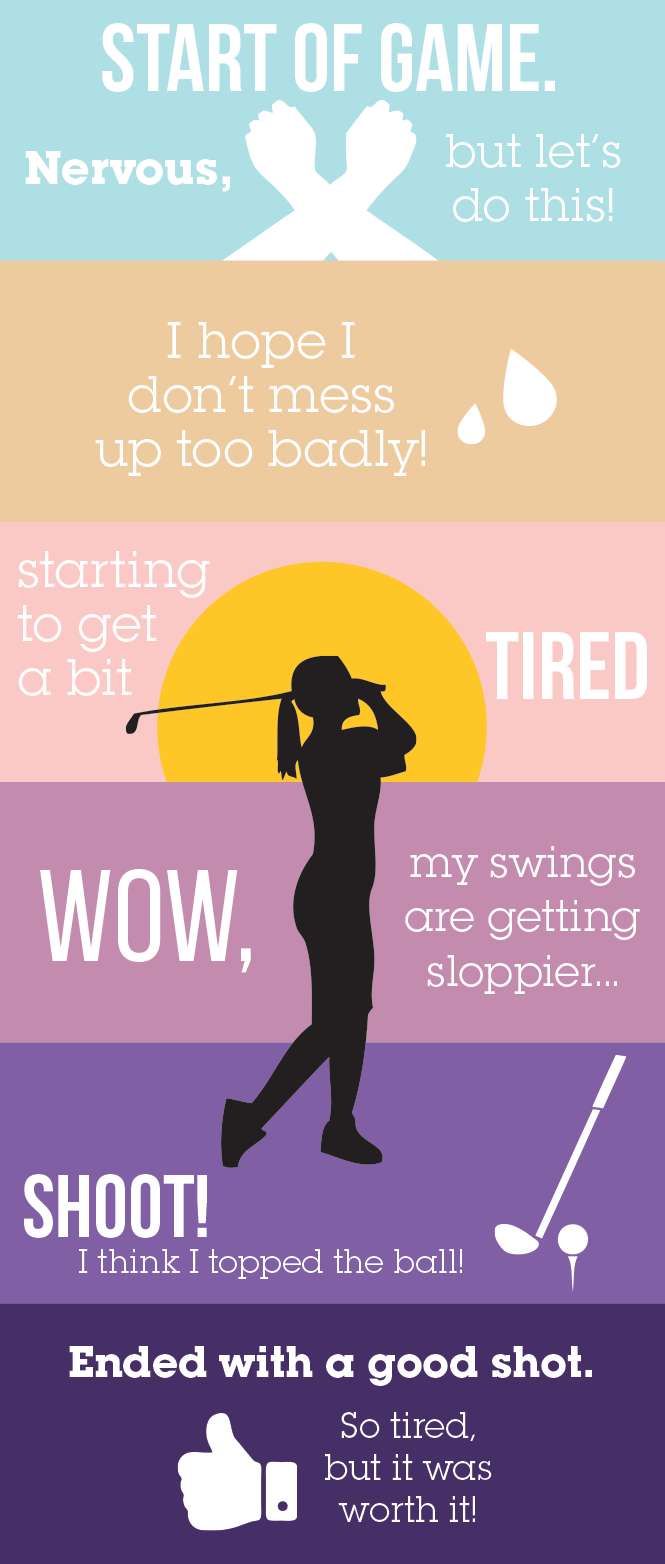 START OF GAME.
Nervous,
but let's
do this!
I hope I
don't mess
up too badly!
starting
to get
a bit
TIRED
WOW,
my swings
are getting
sloppier...
SHOOT!
I think I topped the ball!
Ended with a good shot.
So tired,
but it was
worth it!